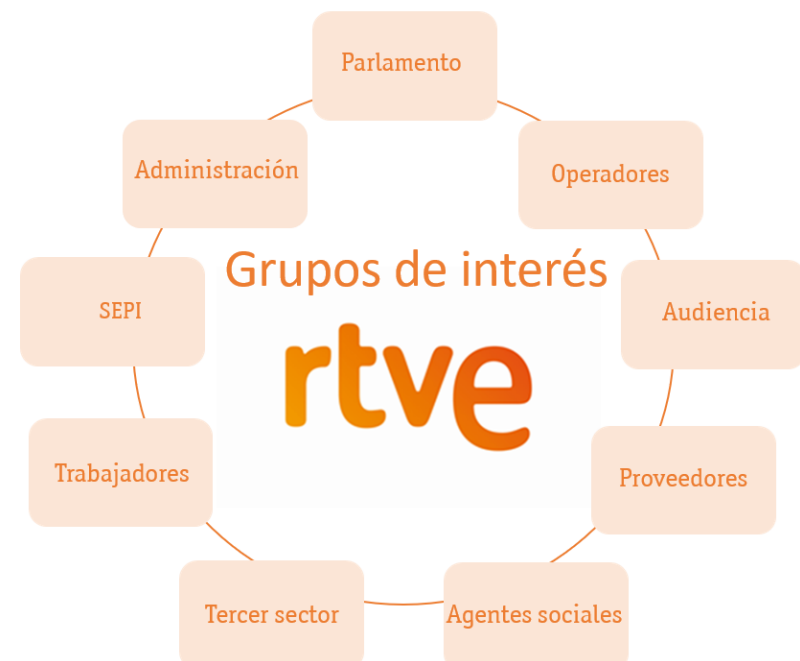 Parlamento
Administración
Operadores
Grupos de interés
SEPI
Audiencia
rtve
Trabajadores
Proveedores
Tercer sector
Agentes sociales